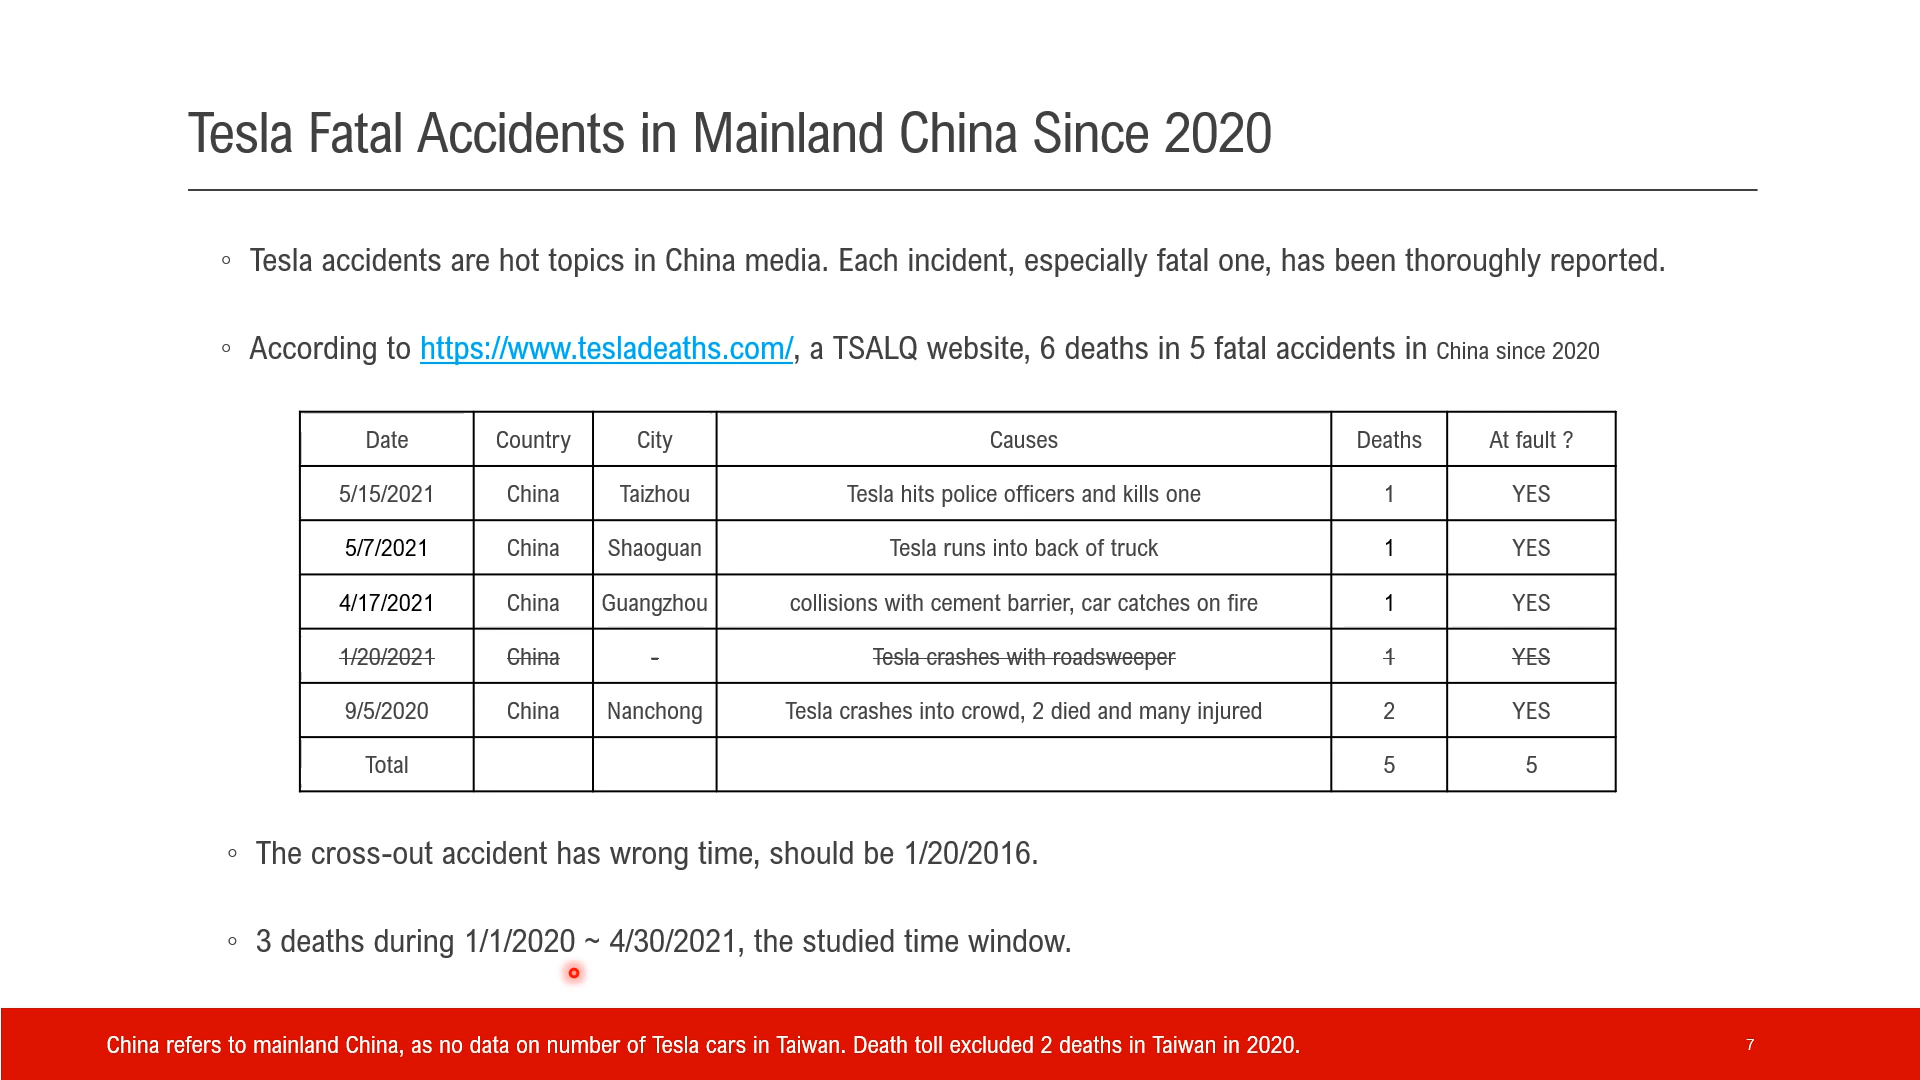 Tesla Fatal Accidents in Mainland China Since 2020
◦ Tesla accidents are hot topics in China media. Each incident, especially fatal one, has been thoroughly reported.
◦ According to https://www.tesladeaths.com/, a TSALQ website, 6 deaths in 5 fatal accidents in China since 2020
Date Country City Causes Deaths At fault ?
5/15/2021 China Taizhou Tesla hits police officers and kills one 1 YES
5/7/2021 China Shaoguan Tesla runs into back of truck 1 YES
4/17/2021 China Guangzhou collisions with cement barrier, car catches on fire 1 YES
1/20/2021 China - Tesla crashes with roadsweeper 1 YES
9/5/2020 China Nanchong Tesla crashes into crowd, 2 died and many injured 2 YES
Total 5 5
◦ The cross-out accident has wrong time, should be 1/20/2016.
◦ 3 deaths during 1/1/2020 ~ 4/30/2021, the studied time window.
China refers to mainland China, as no data on number of Tesla cars in Taiwan. Death toll excluded 2 deaths in Taiwan in 2020.
7